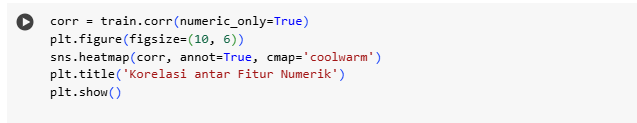 corr = train.corr(numeric_only=True)
plt.figure(figsize=(10, 6))
sns.heatmap(corr, annot=True, cmap='coolwarm')
plt.title('Korelasi antar Fitur Numerik')
plt.show()